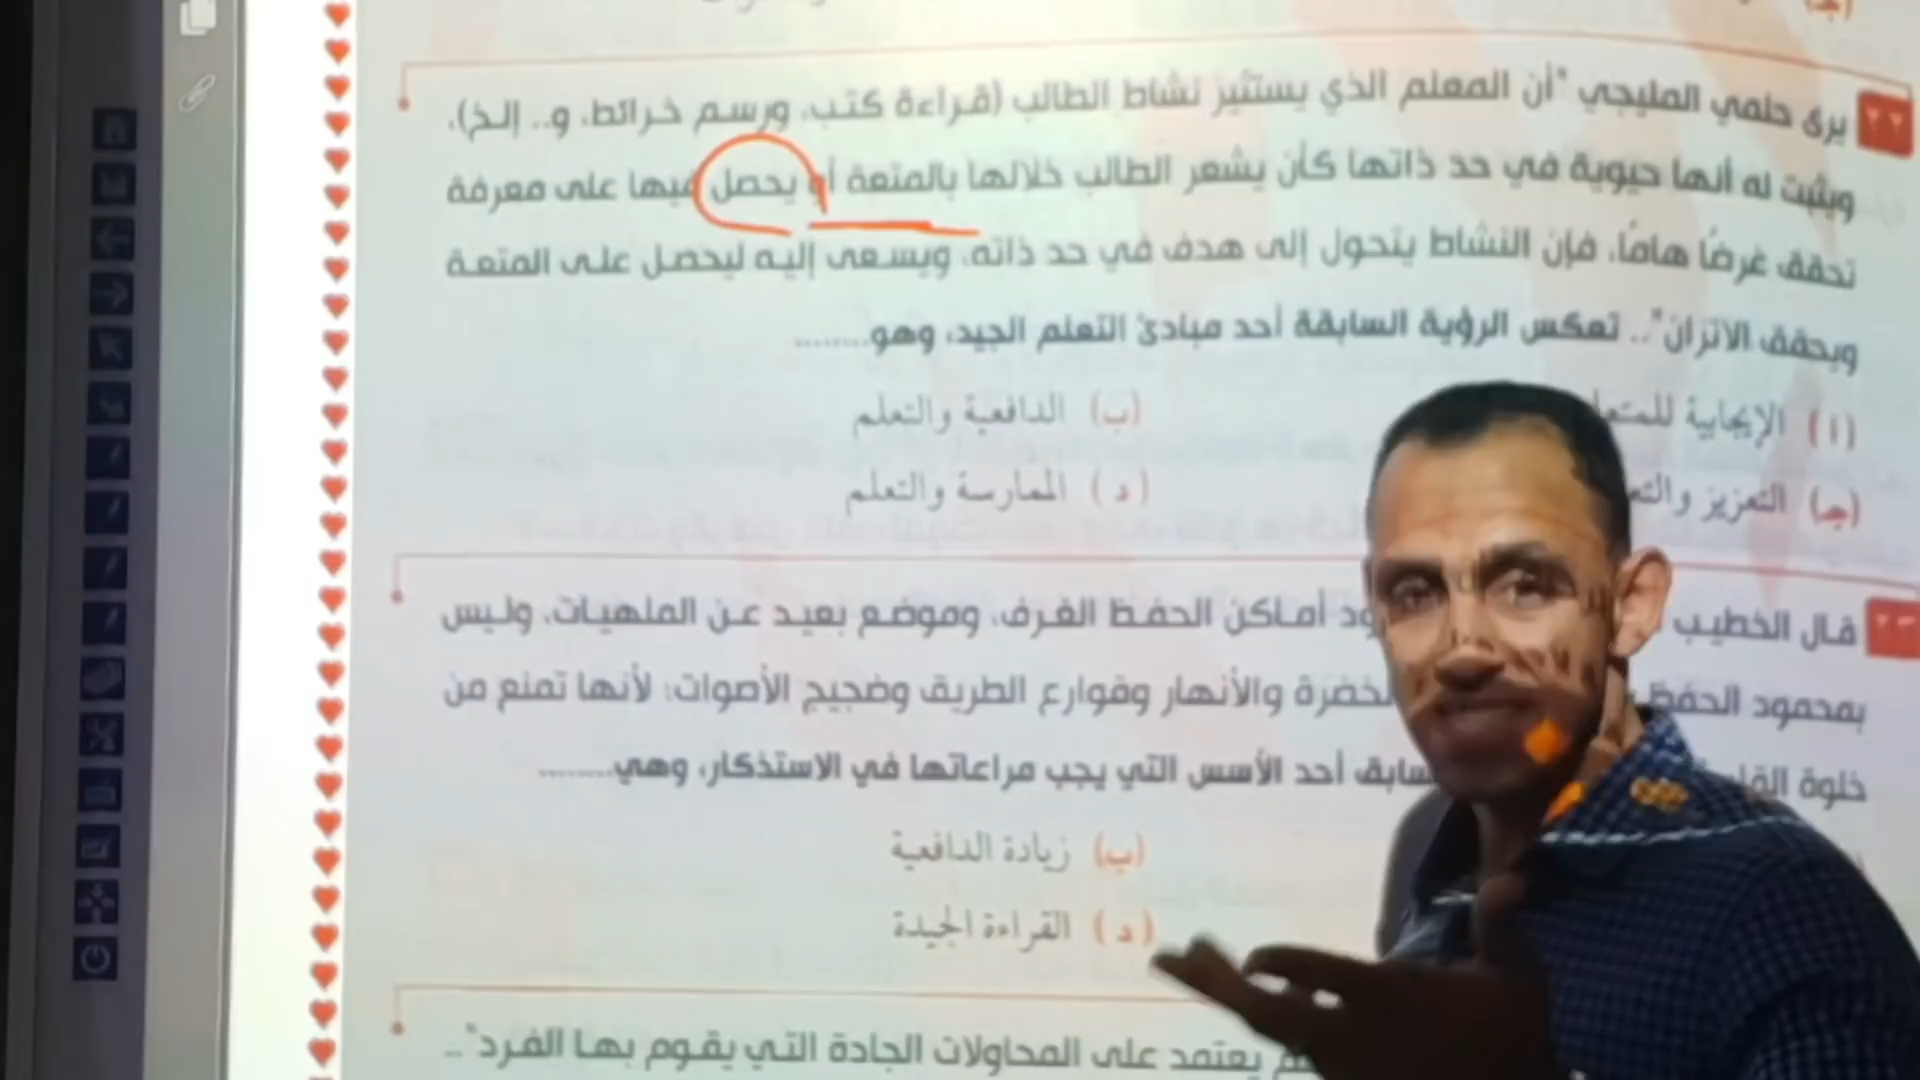 ٢٢ يرى حلمي المليجي "أن المعلم الذي يستثير نشاط الطالب (قراءة كتب، ورسم خرائط، و.. إلخ)،
ويثبت له أنها حيوية في حد ذاتها كأن يشعر الطالب خلالها بالمتعة أو يحصل فيها على معرفة
تحقق غرضًا هامًا، فإن النشاط يتحول إلى هدف في حد ذاته، ويسعى إليه ليحصل على المتعة
ويحقق الاتزان".. تعكس الرؤية السابقة أحد مبادئ التعلم الجيد، وهو........
(ا) الإيجابية
(ب) الدافعية والتعلم
(جـ) التعزيز
(د) الممارسة والتعلم
٢٣ قال الخطيب أماكن الحفظ الغرف، وموضع بعيد عن الملهيات، وليس
بمحمود الحفظ والأنهار وقوارع الطريق وضجيج الأصوات؛ لأنها تمنع من
خلوة أحد الأسس التي يجب مراعاتها في الاستذكار، وهي........
(ب) زيادة الدافعية
(د) القراءة الجيدة
يعتمد على المحاولات الجادة التي يقوم بها الفرد"..